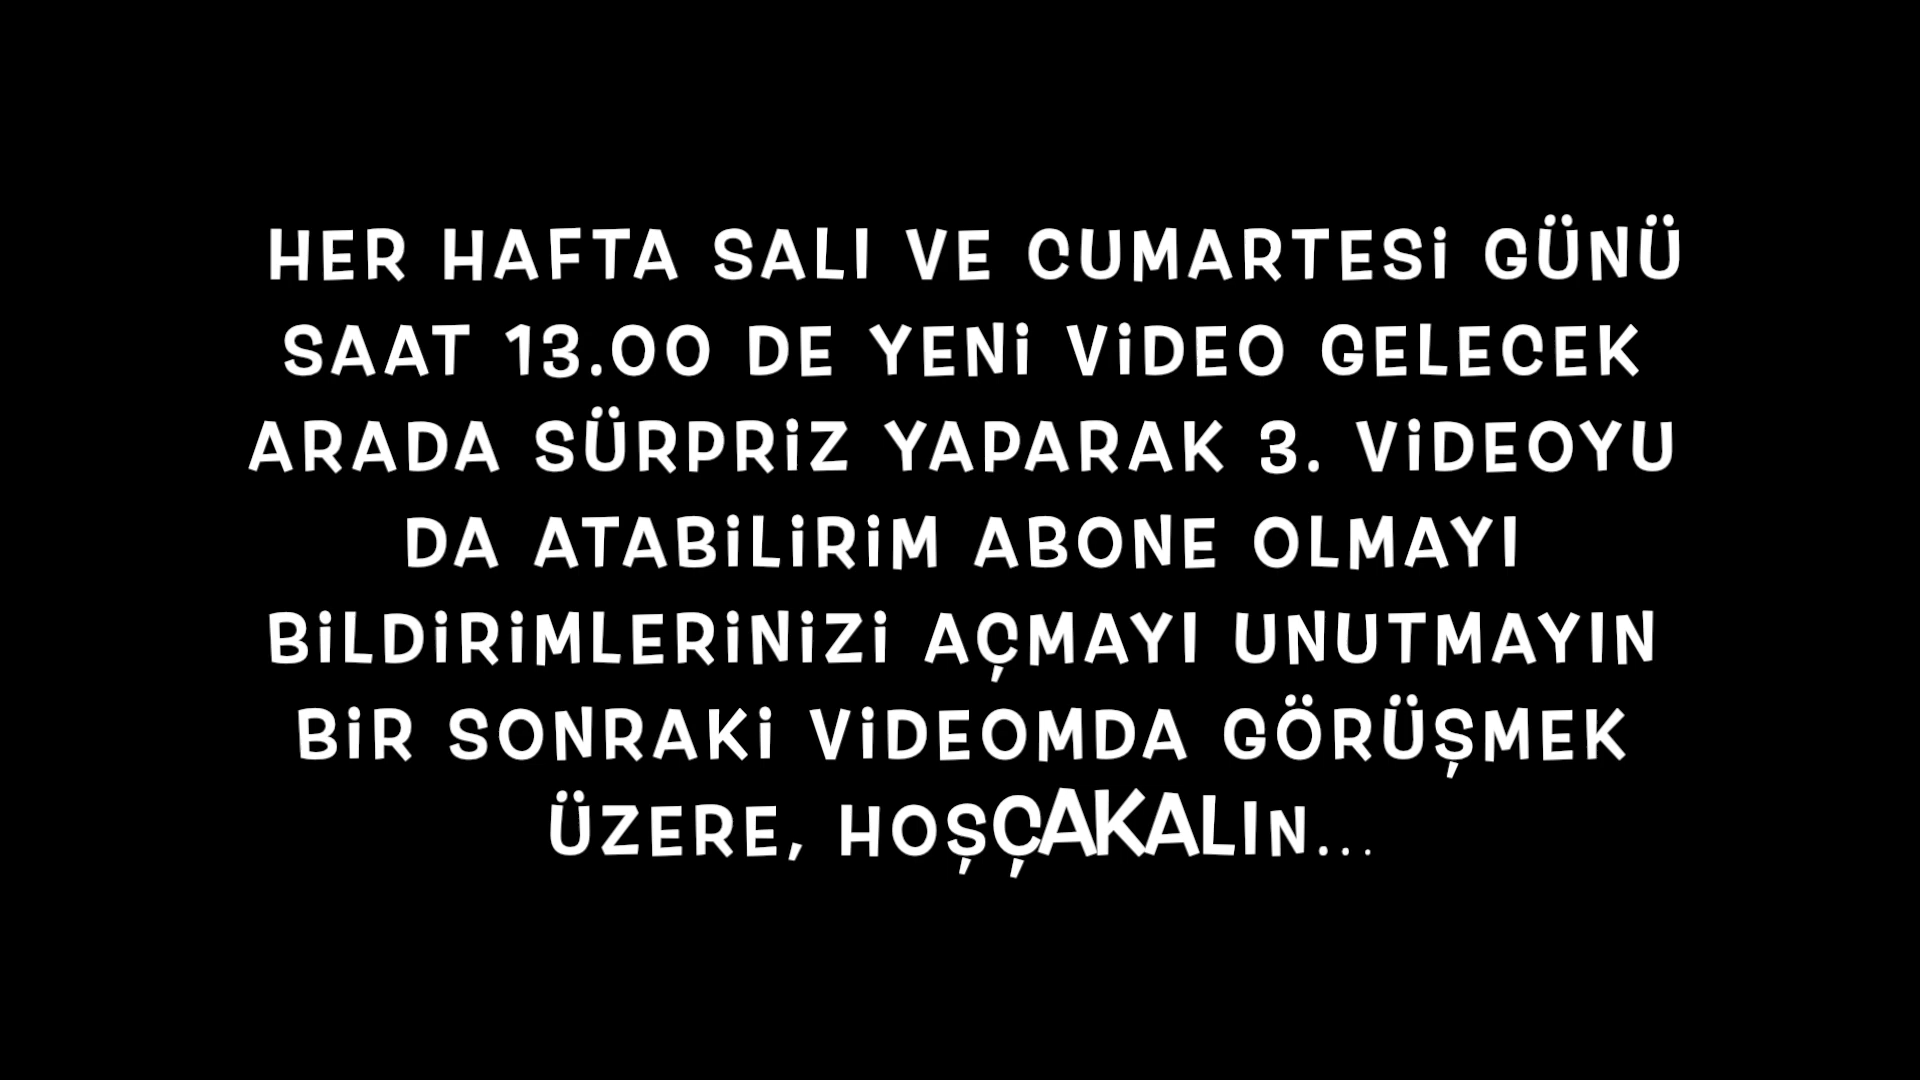 HER HAFTA SALI VE CUMARTESİ GÜNÜ
SAAT 13.00 DE YENİ VİDEO GELECEK
ARADA SÜRPRİZ YAPARAK 3. VİDEOYU
DA ATABİLİRİM ABONE OLMAYI
BİLDİRİMLERİNİZİ AÇMAYI UNUTMAYIN
BİR SONRAKİ VİDEOMDA GÖRÜŞMEK
ÜZERE, HOŞÇAKALIN...